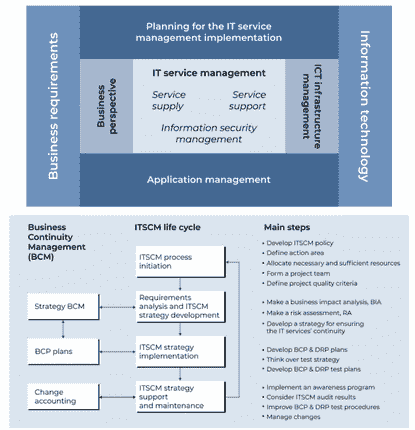 Planning for the IT service
management implementation
Business requirements
Business
perspective
IT service management
Service
supply
Service
support
Information security
management
ICT infrastructure
management
Information technology
Application management
Business
Continuity
Management
(BCM)
Strategy BCM
BCP plans
Change
accounting
ITSCM life cycle
ITSCM process
initiation
Requirements
analysis and ITSCM
strategy development
ITSCM strategy
implementation
ITSCM strategy
support
and maintenance
Main steps
• Develop ITSCM policy
• Define action area
• Allocate necessary and sufficient resources
• Form a project team
• Define project quality criteria
• Make a business impact analysis, BIA
• Make a risk assessment, RA
• Develop a strategy for ensuring
the IT services' continuity
• Develop BCP & DRP plans
• Think over test strategy
• Develop BCP & DRP test plans
• Implement an awareness program
• Consider ITSCM audit results
• Improve BCP & DRP test procedures
• Manage changes